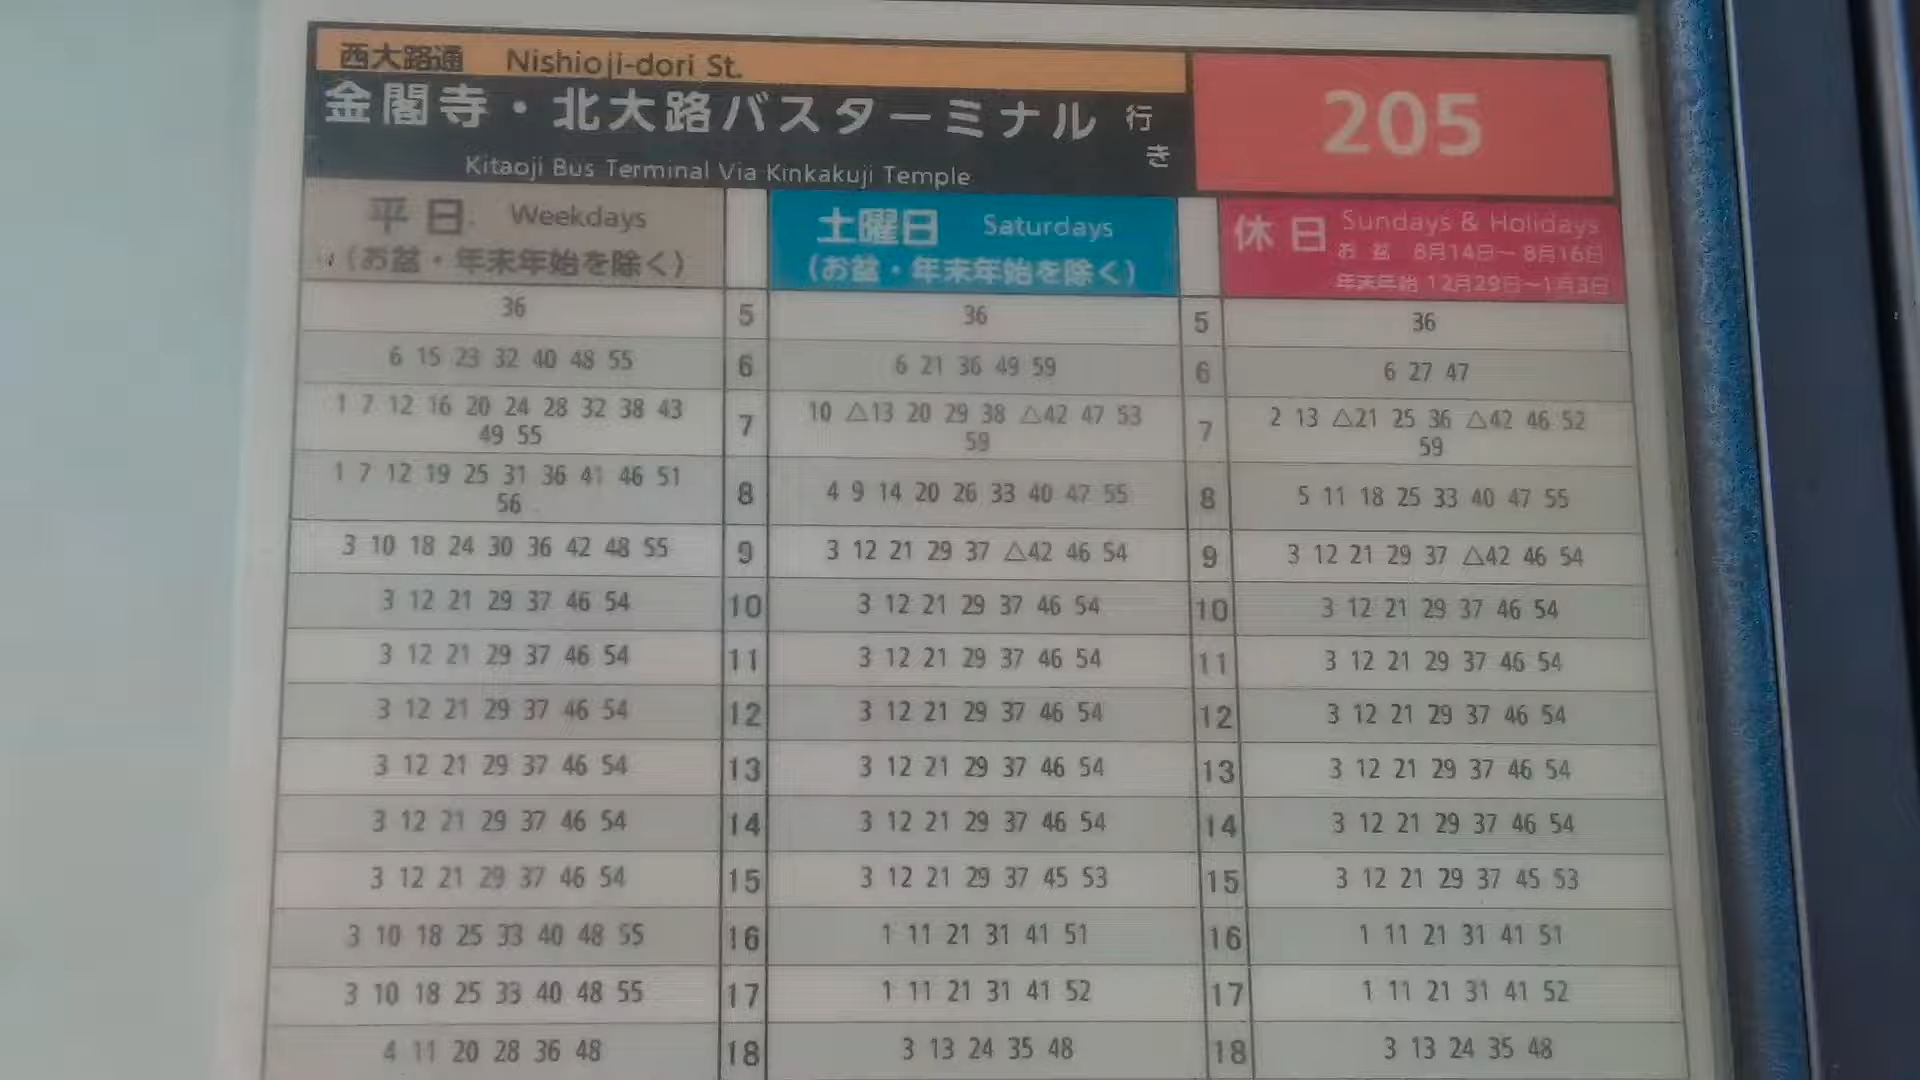 西大路通 Nishioji-dori St.
金閣寺・北大路バスターミナル 行き
Kitaoji Bus Terminal Via Kinkakuji Temple
205
平日 Weekdays
(お盆・年末年始を除く)
土曜日 Saturdays
(お盆・年末年始を除く)
休日 Sundays & Holidays
お盆 8月14日~8月16日
年末年始 12月29日~1月3日
36 5 36 5 36
6 15 23 32 40 48 55 6 6 21 36 49 59 6 6 27 47
1 7 12 16 20 24 28 32 38 43 7 10 △13 20 29 38 △42 47 53 7 2 13 △21 25 36 △42 46 52
49 55 59 59
1 7 12 19 25 31 36 41 46 51 8 4 9 14 20 26 33 40 47 55 8 5 11 18 25 33 40 47 55
56
3 10 18 24 30 36 42 48 55 9 3 12 21 29 37 △42 46 54 9 3 12 21 29 37 △42 46 54
3 12 21 29 37 46 54 10 3 12 21 29 37 46 54 10 3 12 21 29 37 46 54
3 12 21 29 37 46 54 11 3 12 21 29 37 46 54 11 3 12 21 29 37 46 54
3 12 21 29 37 46 54 12 3 12 21 29 37 46 54 12 3 12 21 29 37 46 54
3 12 21 29 37 46 54 13 3 12 21 29 37 46 54 13 3 12 21 29 37 46 54
3 12 21 29 37 46 54 14 3 12 21 29 37 46 54 14 3 12 21 29 37 46 54
3 12 21 29 37 46 54 15 3 12 21 29 37 45 53 15 3 12 21 29 37 45 53
3 10 18 25 33 40 48 55 16 1 11 21 31 41 51 16 1 11 21 31 41 51
3 10 18 25 33 40 48 55 17 1 11 21 31 41 52 17 1 11 21 31 41 52
4 11 20 28 36 48 18 3 13 24 35 48 18 3 13 24 35 48